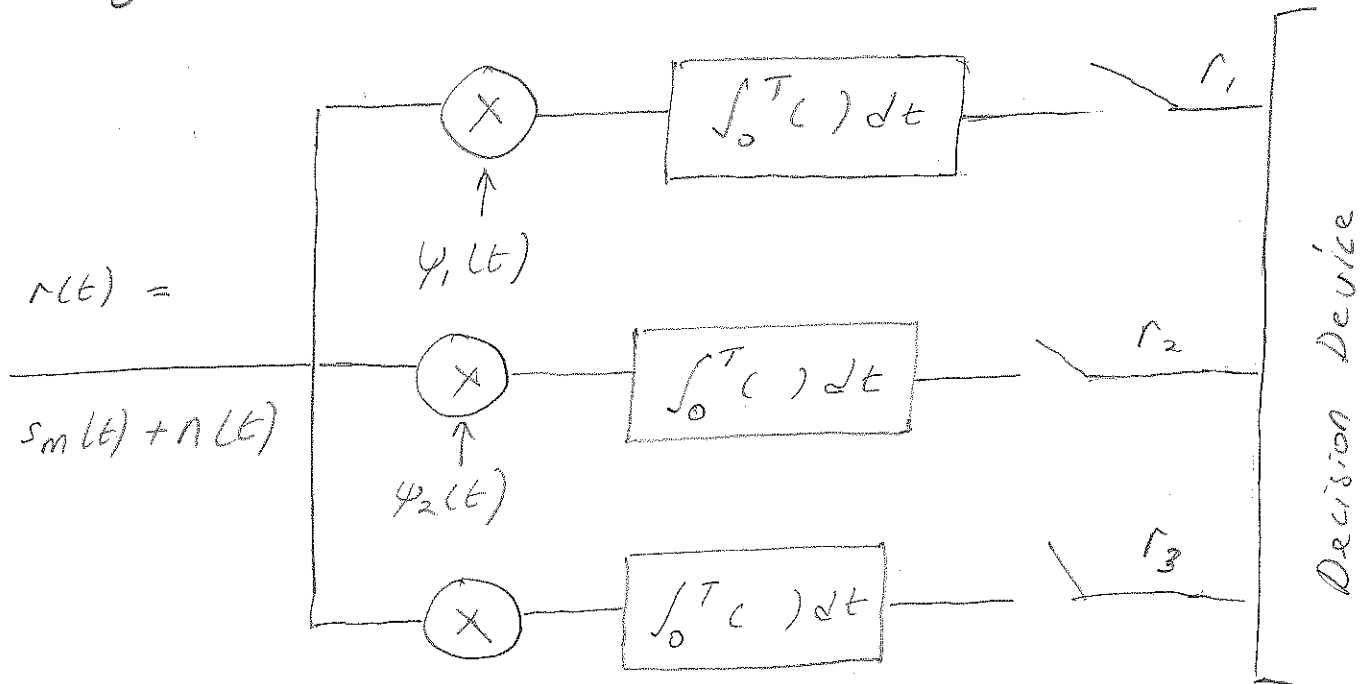 × ∫₀ᵀ ( ) dt r₁
ψ₁(t)
r(t) =
× ∫₀ᵀ ( ) dt r₂
sₘ(t) + n(t)
ψ₂(t)
× ∫₀ᵀ ( ) dt r₃
Decision Device